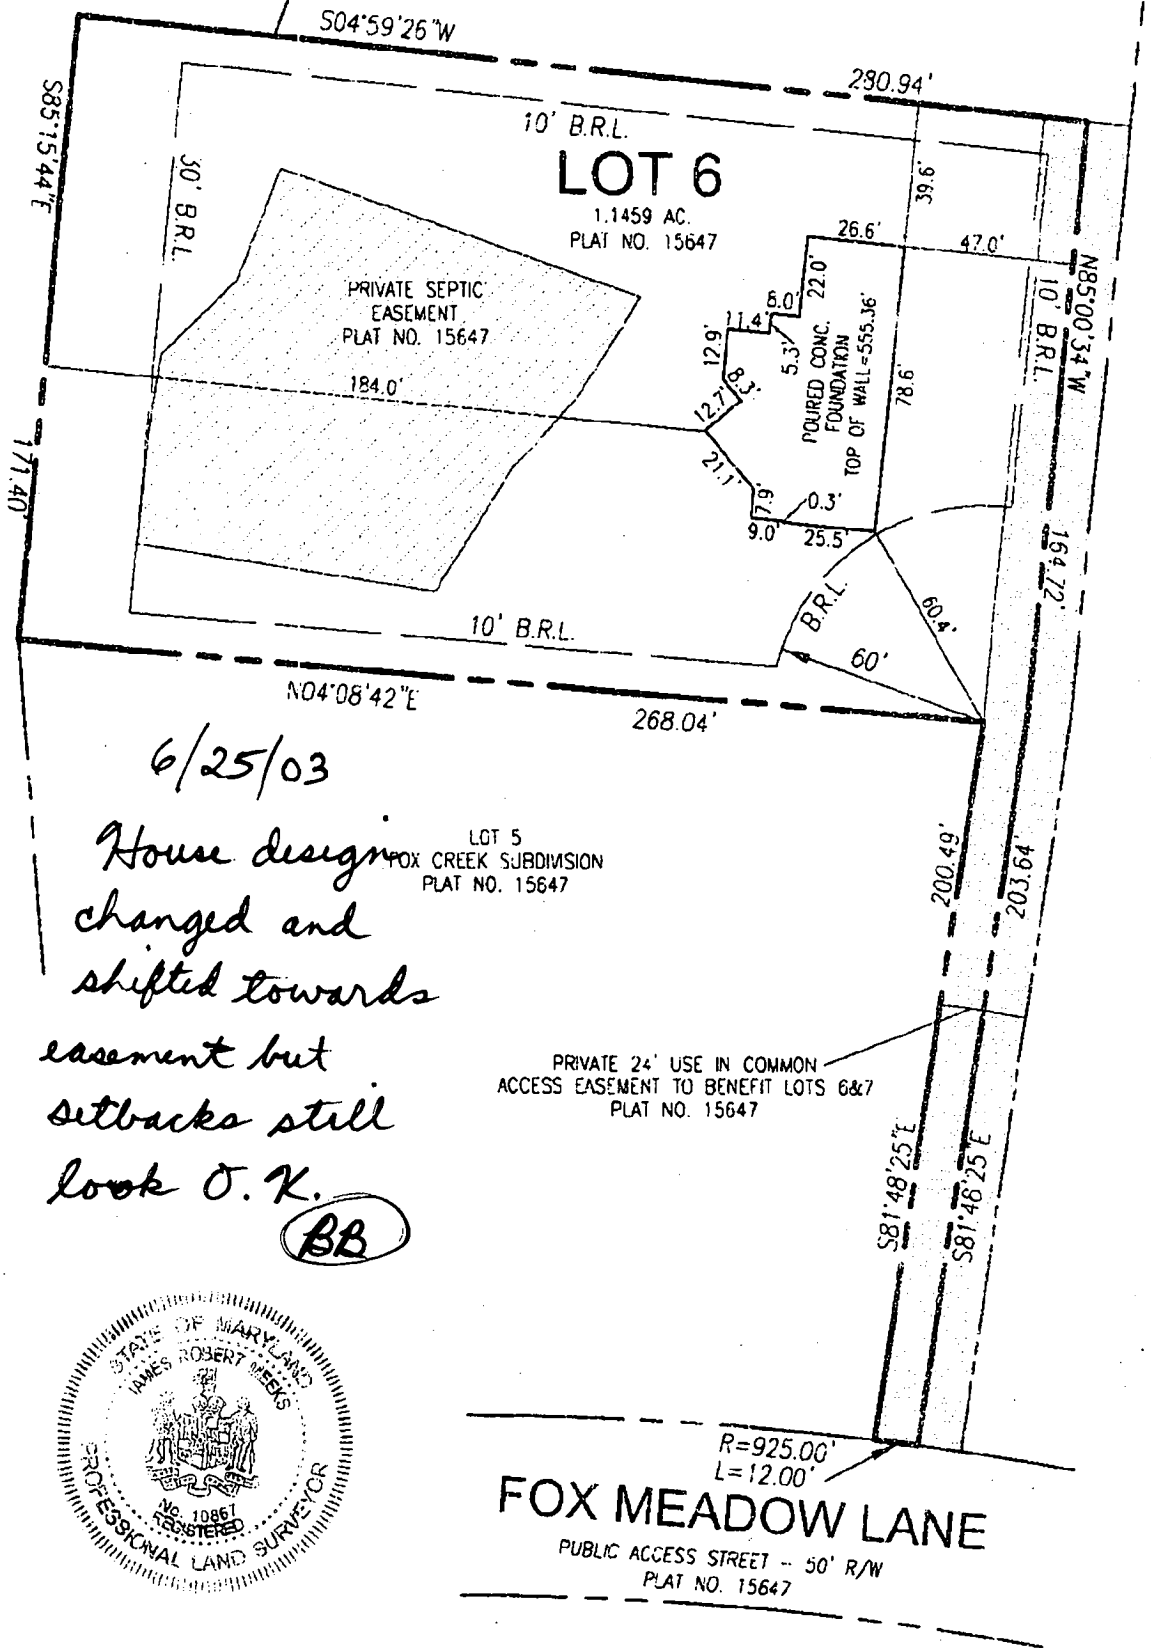 S04°59'26"W
280.94'
S85°15'44"E
10' B.R.L.
LOT 6
1.1459 AC.
PLAT NO. 15647
39.6'
30' B.R.L.
26.6'
47.0'
22.0'
N85°00'34"W
10' B.R.L.
PRIVATE SEPTIC
EASEMENT
PLAT NO. 15647
8.0'
11.4'
5.3'
12.9'
POURED CONC.
FOUNDATION
TOP OF WALL=555.36'
78.6'
184.0'
8.3'
12.7'
21.1'
7.9'
0.3'
9.0'
25.5'
171.40'
164.72'
B.R.L.
60.4'
60'
10' B.R.L.
N04°08'42"E
268.04'
6/25/03
House design
changed and
shifted towards
easement but
setbacks still
look O.K.
BB
LOT 5
FOX CREEK SUBDIVISION
PLAT NO. 15647
200.49'
203.64'
PRIVATE 24' USE IN COMMON
ACCESS EASEMENT TO BENEFIT LOTS 6&7
PLAT NO. 15647
S81°48'25"E
S81°48'25"E
STATE OF MARYLAND
JAMES ROBERT MEEKS
NO. 10867
REGISTERED
PROFESSIONAL LAND SURVEYOR
R=925.00'
L=12.00'
FOX MEADOW LANE
PUBLIC ACCESS STREET -- 50' R/W
PLAT NO. 15647